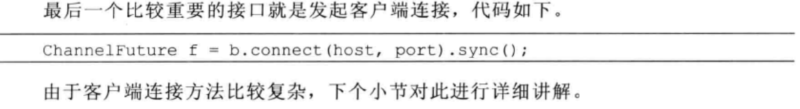 最后一个比较重要的接口就是发起客户端连接，代码如下。
ChannelFuture f = b.connect(host, port).sync();
由于客户端连接方法比较复杂，下个小节对此进行详细讲解。